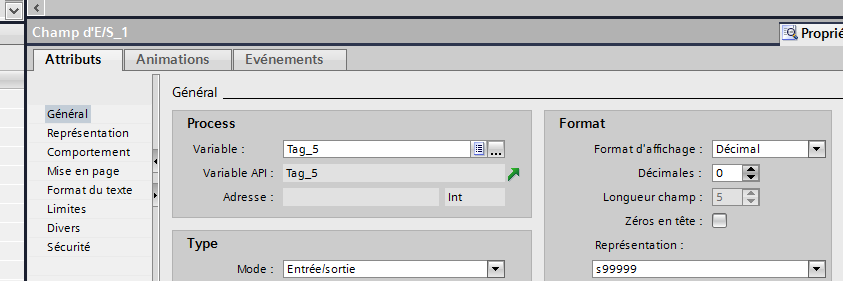 Champ d'E/S_1
Proprié
Attributs Animations Evénements
Général
Représentation
Comportement
Mise en page
Format du texte
Limites
Divers
Sécurité
Général
Process
Variable : Tag_5 ...
Variable API : Tag_5
Adresse : Int
Type
Mode : Entrée/sortie
Format
Format d'affichage : Décimal
Décimales : 0
Longueur champ : 5
Zéros en tête :
Représentation :
s99999